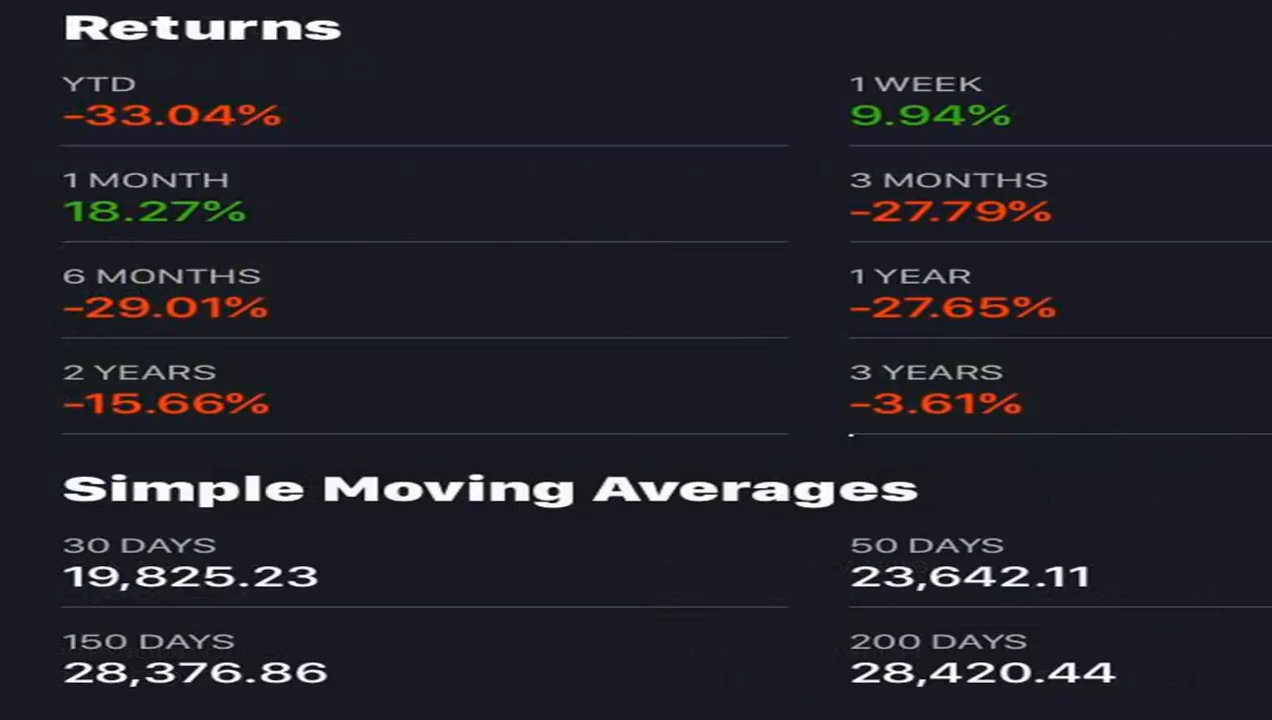 Returns
YTD
-33.04%
1 WEEK
9.94%
1 MONTH
18.27%
3 MONTHS
-27.79%
6 MONTHS
-29.01%
1 YEAR
-27.65%
2 YEARS
-15.66%
3 YEARS
-3.61%
Simple Moving Averages
30 DAYS
19,825.23
50 DAYS
23,642.11
150 DAYS
28,376.86
200 DAYS
28,420.44